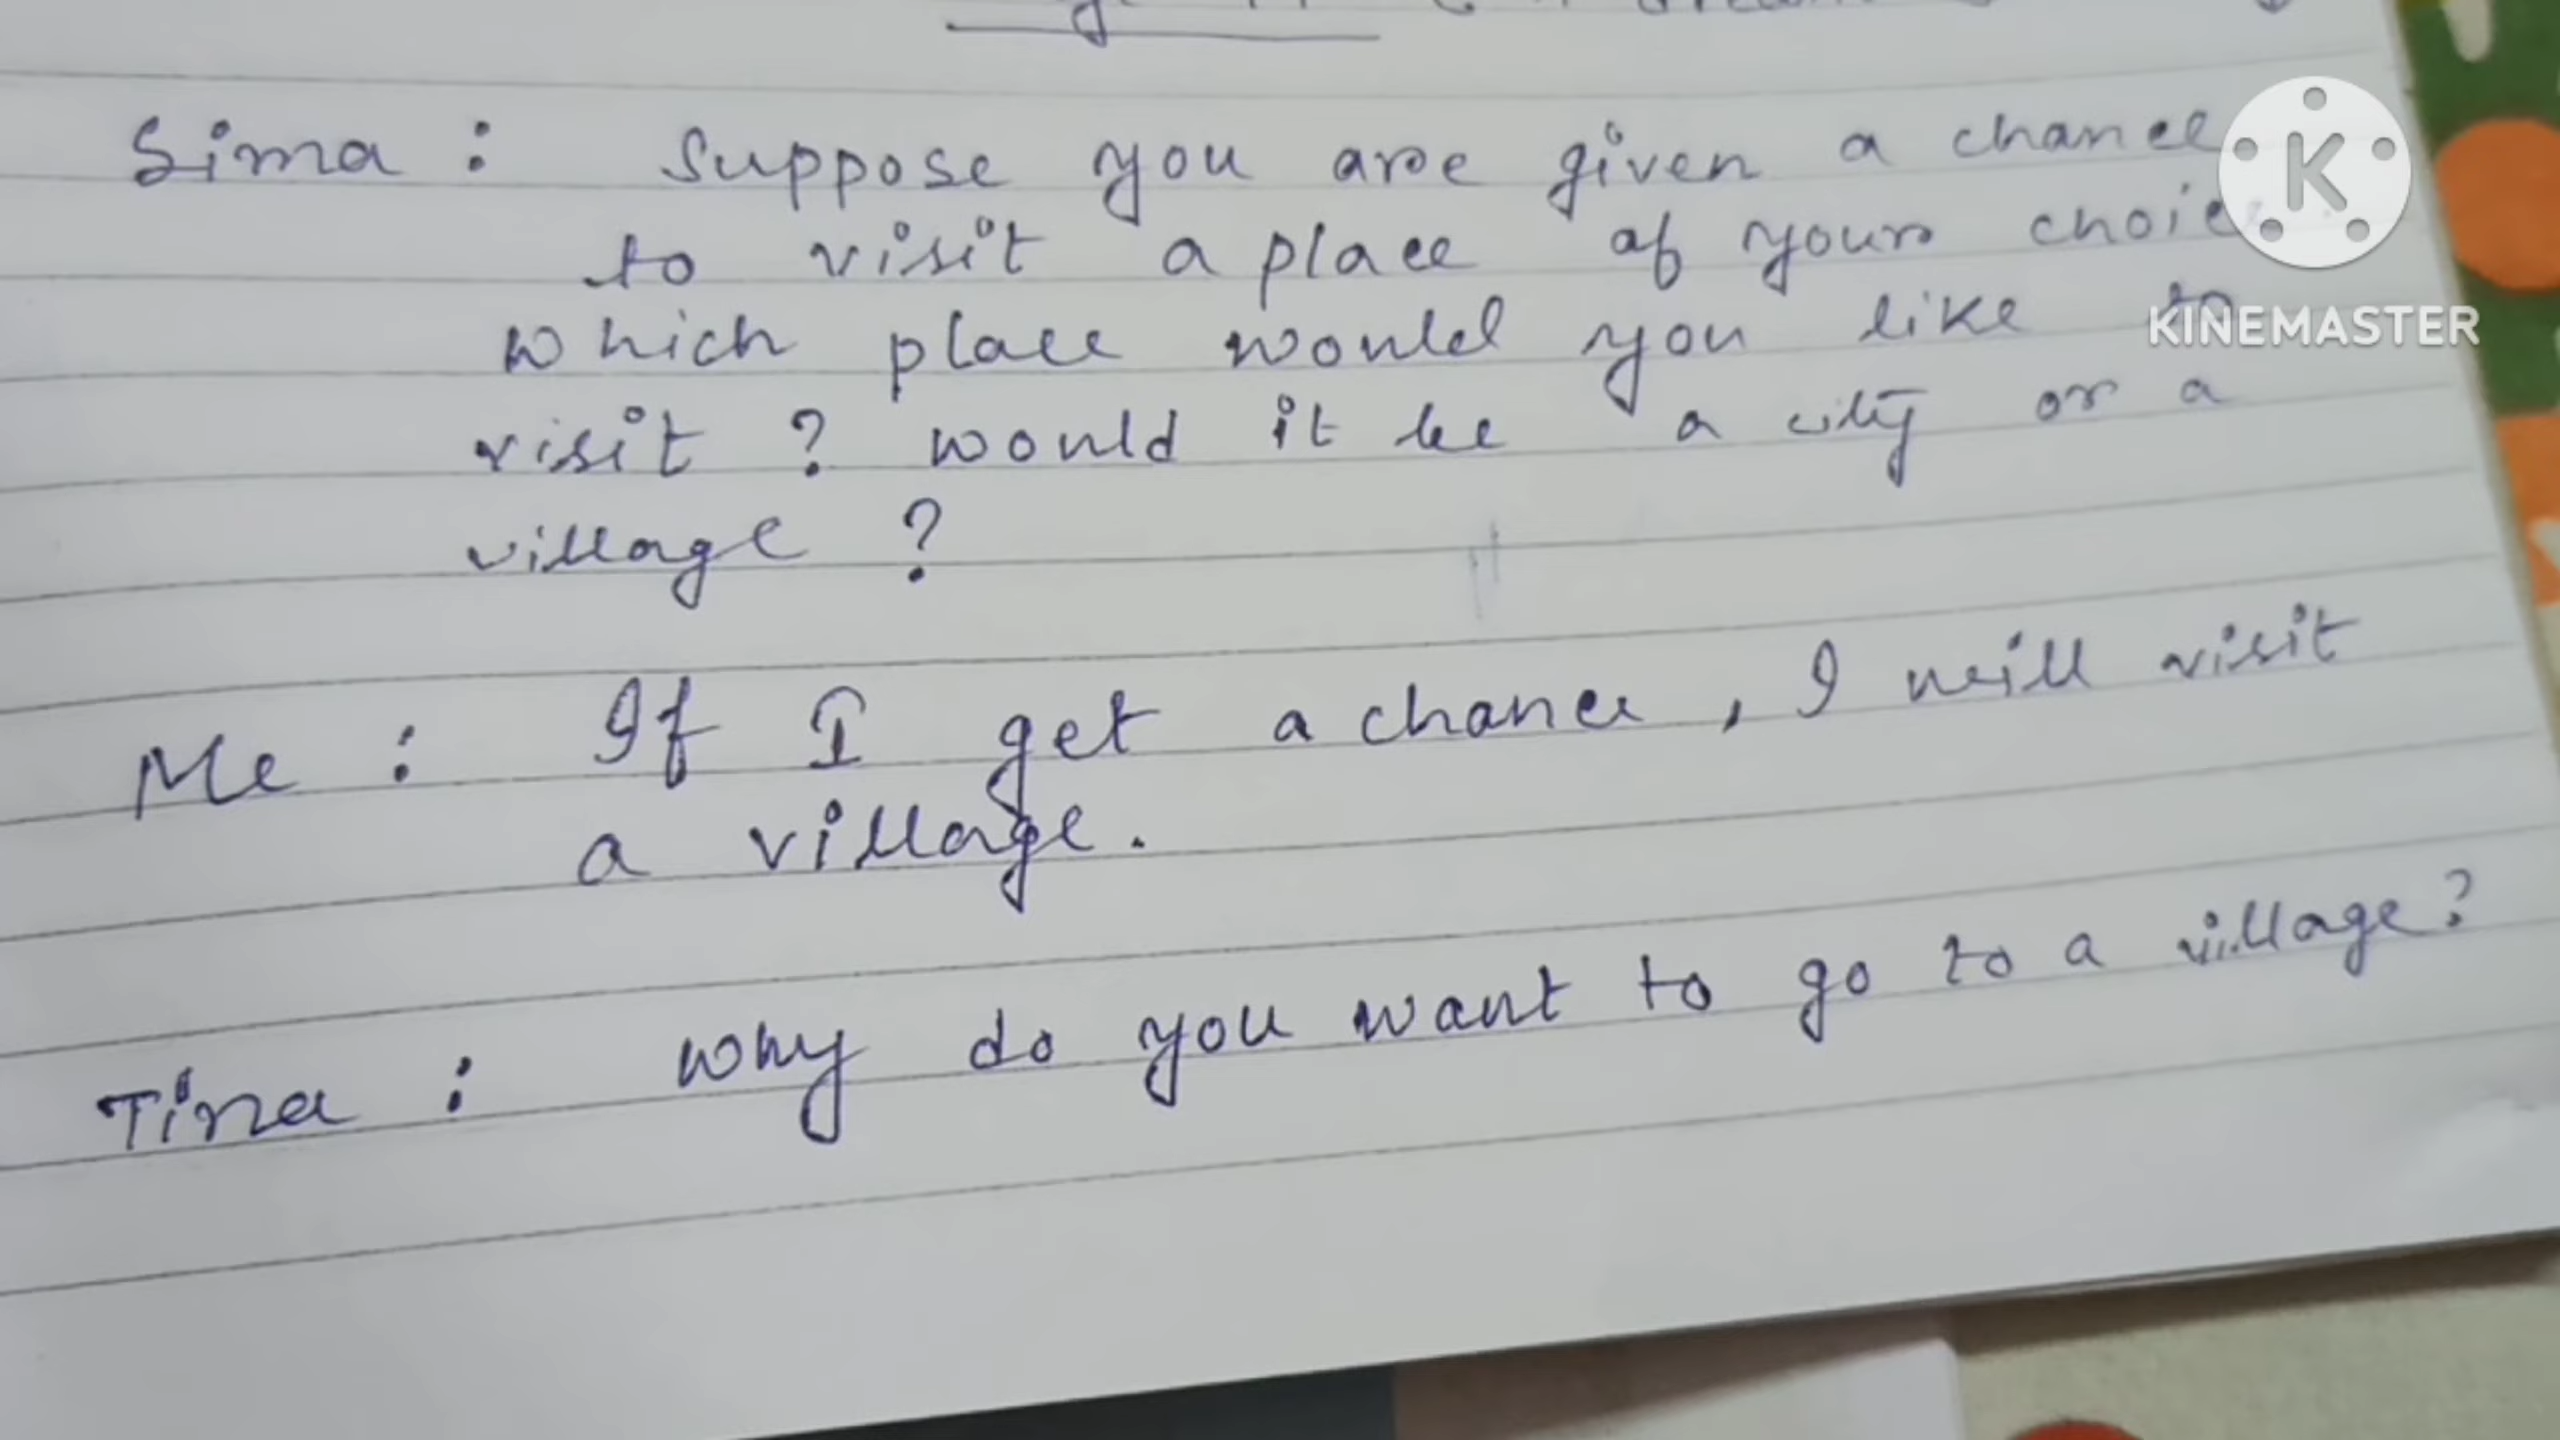 Sima : Suppose you are given a chance
to visit a place of your choice
which place would you like to
visit ? would it be a city or a
village ?
Me : If I get a chance, I will visit
a village.
Tina : why do you want to go to a village?
K
KINEMASTER